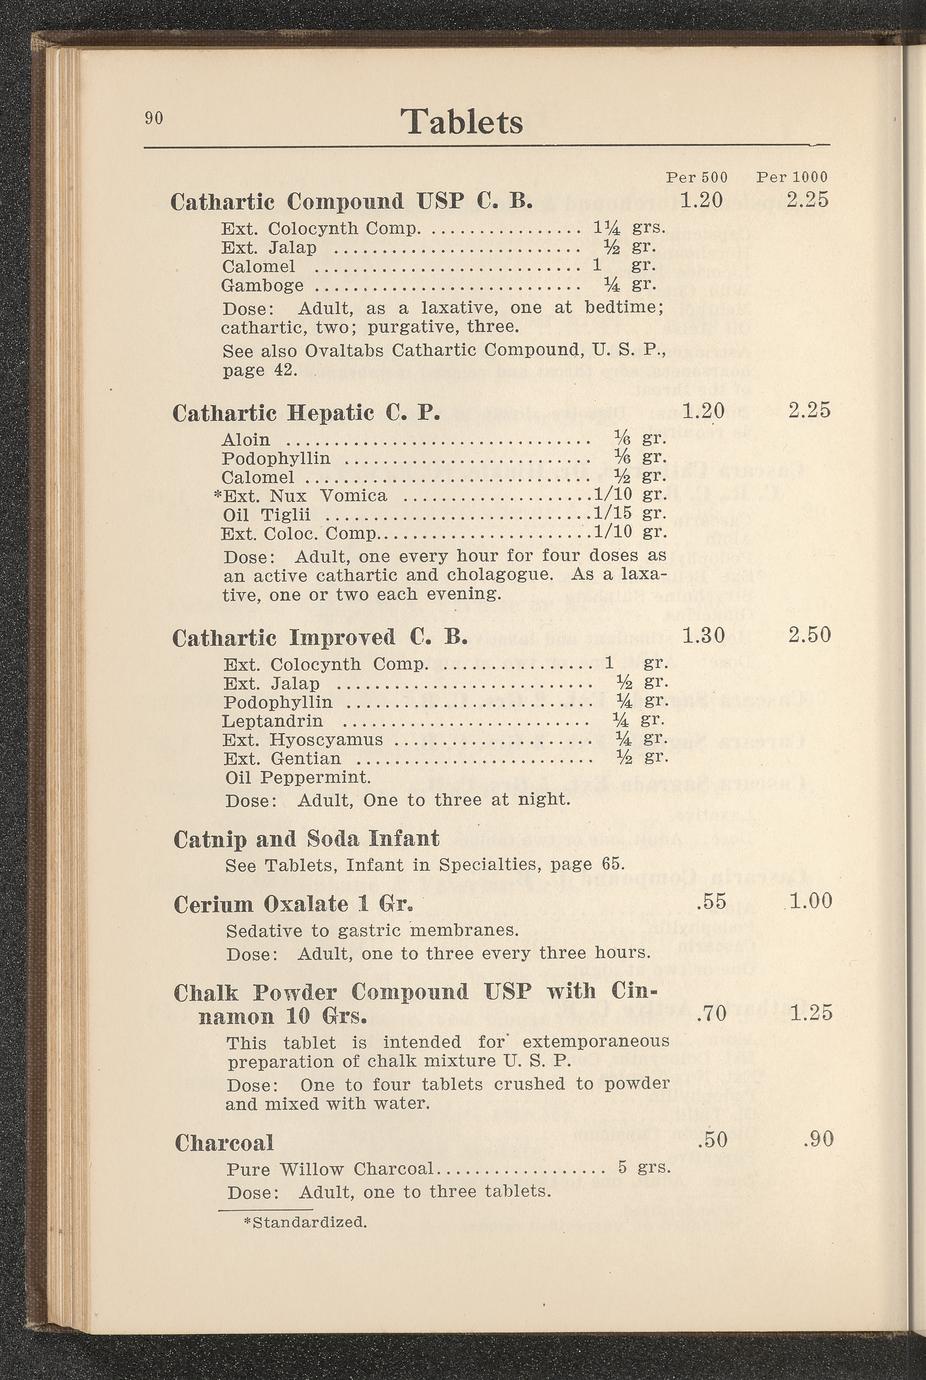 90
Tablets
Per 500 Per 1000
Cathartic Compound USP C. B. 1.20 2.25
Ext. Colocynth Comp. ................ 1¼ grs.
Ext. Jalap .......................... ½ gr.
Calomel ............................ 1 gr.
Gamboge ............................ ¼ gr.
Dose: Adult, as a laxative, one at bedtime;
cathartic, two; purgative, three.
See also Ovaltabs Cathartic Compound, U. S. P.,
page 42.
Cathartic Hepatic C. P. 1.20 2.25
Aloin ................................ ⅙ gr.
Podophyllin .......................... ⅙ gr.
Calomel .............................. ½ gr.
*Ext. Nux Vomica ....................1/10 gr.
Oil Tiglii ............................1/15 gr.
Ext. Coloc. Comp.......................1/10 gr.
Dose: Adult, one every hour for four doses as
an active cathartic and cholagogue. As a laxa-
tive, one or two each evening.
Cathartic Improved C. B. 1.30 2.50
Ext. Colocynth Comp. ................. 1 gr.
Ext. Jalap ........................... ½ gr.
Podophyllin .......................... ¼ gr.
Leptandrin .......................... ¼ gr.
Ext. Hyoscyamus ..................... ¼ gr.
Ext. Gentian ......................... ½ gr.
Oil Peppermint.
Dose: Adult, One to three at night.
Catnip and Soda Infant
See Tablets, Infant in Specialties, page 65.
Cerium Oxalate 1 Gr. .55 1.00
Sedative to gastric membranes.
Dose: Adult, one to three every three hours.
Chalk Powder Compound USP with Cin-
namon 10 Grs. .70 1.25
This tablet is intended for extemporaneous
preparation of chalk mixture U. S. P.
Dose: One to four tablets crushed to powder
and mixed with water.
Charcoal .50 .90
Pure Willow Charcoal.................. 5 grs.
Dose: Adult, one to three tablets.
*Standardized.